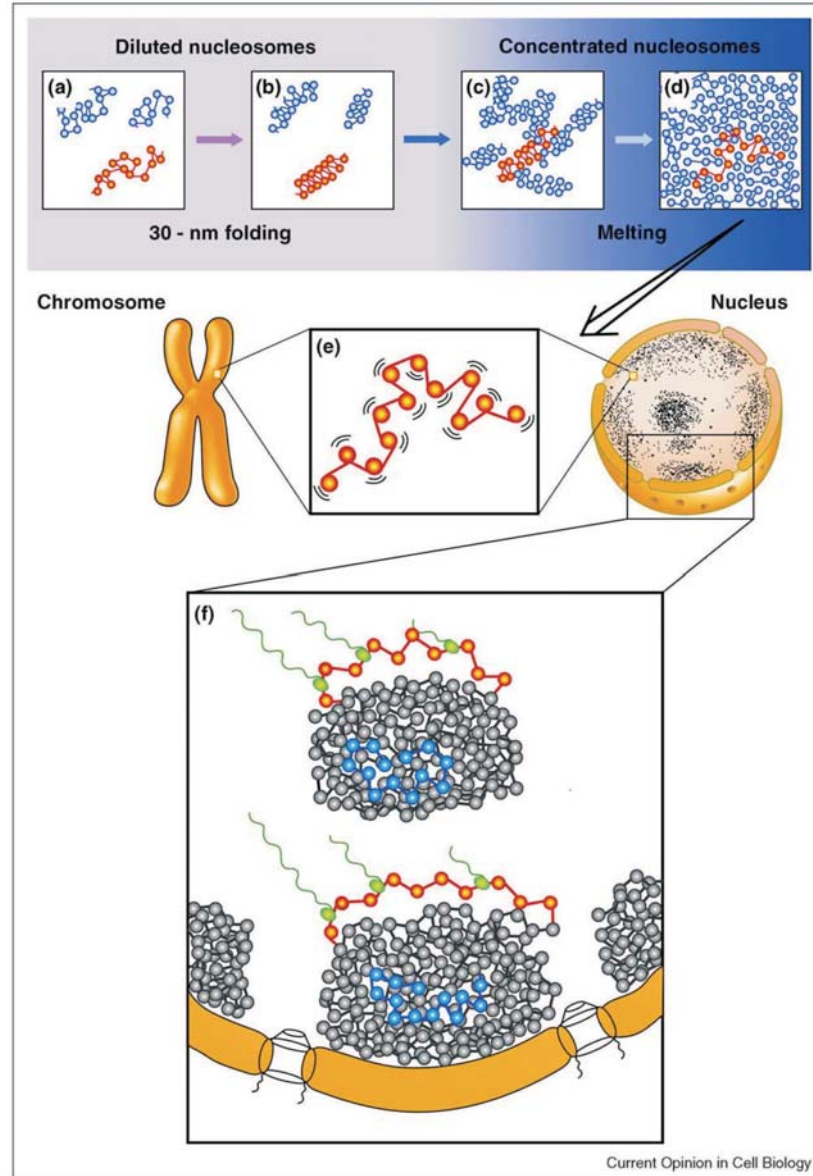 Diluted nucleosomes
Concentrated nucleosomes
(a)
(b)
(c)
(d)
30 - nm folding
Melting
Chromosome
Nucleus
(e)
(f)
Current Opinion in Cell Biology